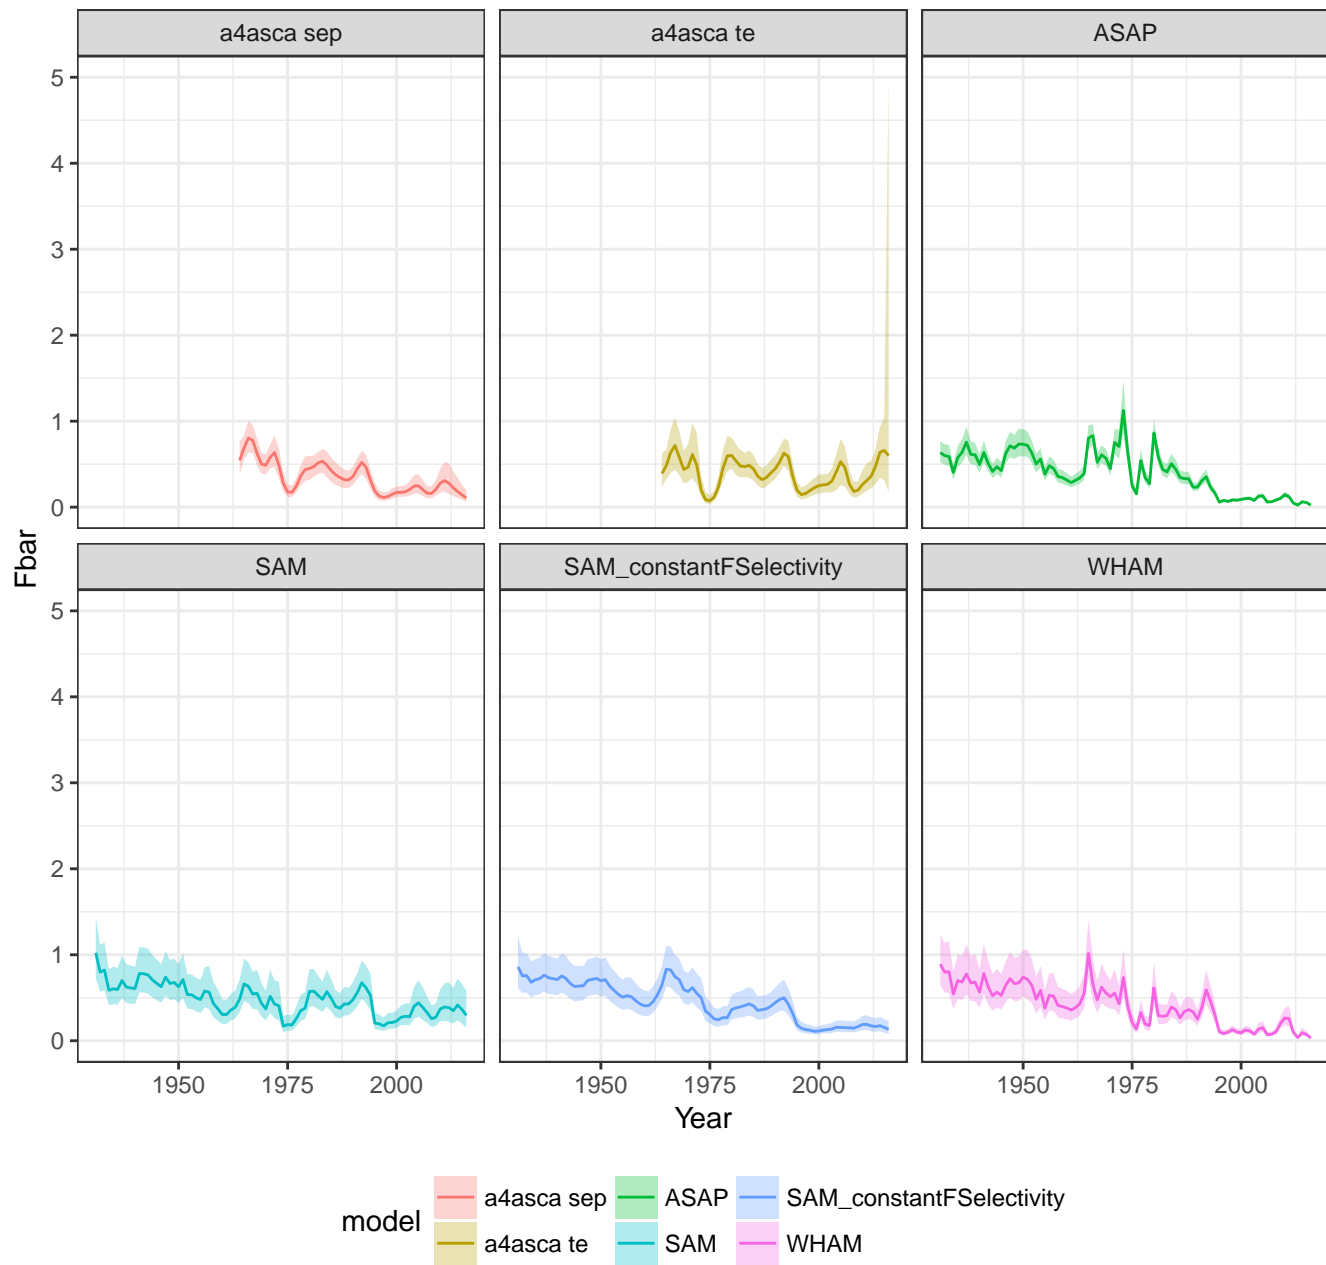 a4asca sep a4asca te ASAP
5
4
3
2
1
0
Fbar
SAM SAM_constantFSelectivity WHAM
5
4
3
2
1
0
1950 1975 2000 1950 1975 2000 1950 1975 2000
Year
model
a4asca sep ASAP SAM_constantFSelectivity
a4asca te SAM WHAM